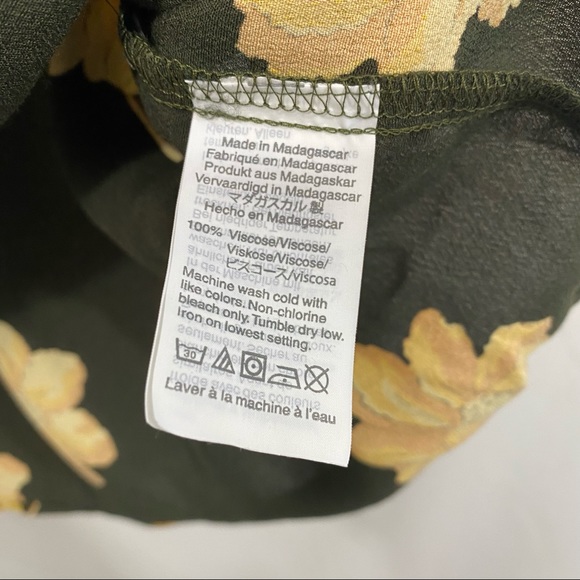 Made in Madagascar
Fabriqué en Madagascar
Produkt aus Madagaskar
Vervaardigd in Madagascar
マダガスカル 製
Hecho en Madagascar
100% Viscose/Viscose/
Viskose/Viscose/
ビスコース/Viscosa
Machine wash cold with
like colors. Non-chlorine
bleach only. Tumble dry low.
Iron on lowest setting.
30
Laver à la machine à l'eau